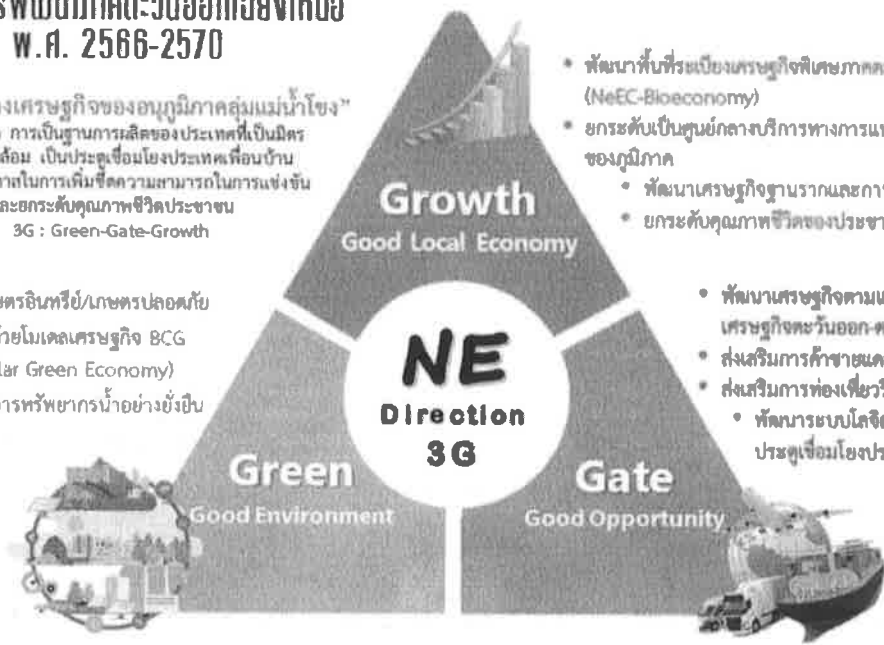 พ.ศ. 2566-2570
เศรษฐกิจของอนุภูมิภาคลุ่มแม่น้ำโขง”
การเป็นฐานการผลิตของประเทศที่เป็นมิตร
ล้อม เป็นประตูเชื่อมโยงประเทศเพื่อนบ้าน
ในการเพิ่มขีดความสามารถในการแข่งขัน
และยกระดับคุณภาพชีวิตประชาชน
3G : Green-Gate-Growth
เกษตรอินทรีย์/เกษตรปลอดภัย
ด้วยโมเดลเศรษฐกิจ BCG
lar Green Economy)
ทรัพยากรน้ำอย่างยั่งยืน
Growth
Good Local Economy
NE
Direction
3G
Green
Good Environment
Gate
Good Opportunity
• พัฒนาพื้นที่ระเบียงเศรษฐกิจพิเศษภาค
(NeEC-Bioeconomy)
• ยกระดับเป็นศูนย์กลางบริการทางการแพ
ของภูมิภาค
• พัฒนาเศรษฐกิจฐานรากและกา
• ยกระดับคุณภาพชีวิตของประชา
• พัฒนาเศรษฐกิจตามแ
เศรษฐกิจตะวันออก-ต
• ส่งเสริมการค้าชายแด
• ส่งเสริมการท่องเที่ยว
• พัฒนาระบบโลจิ
ประตูเชื่อมโยงประ